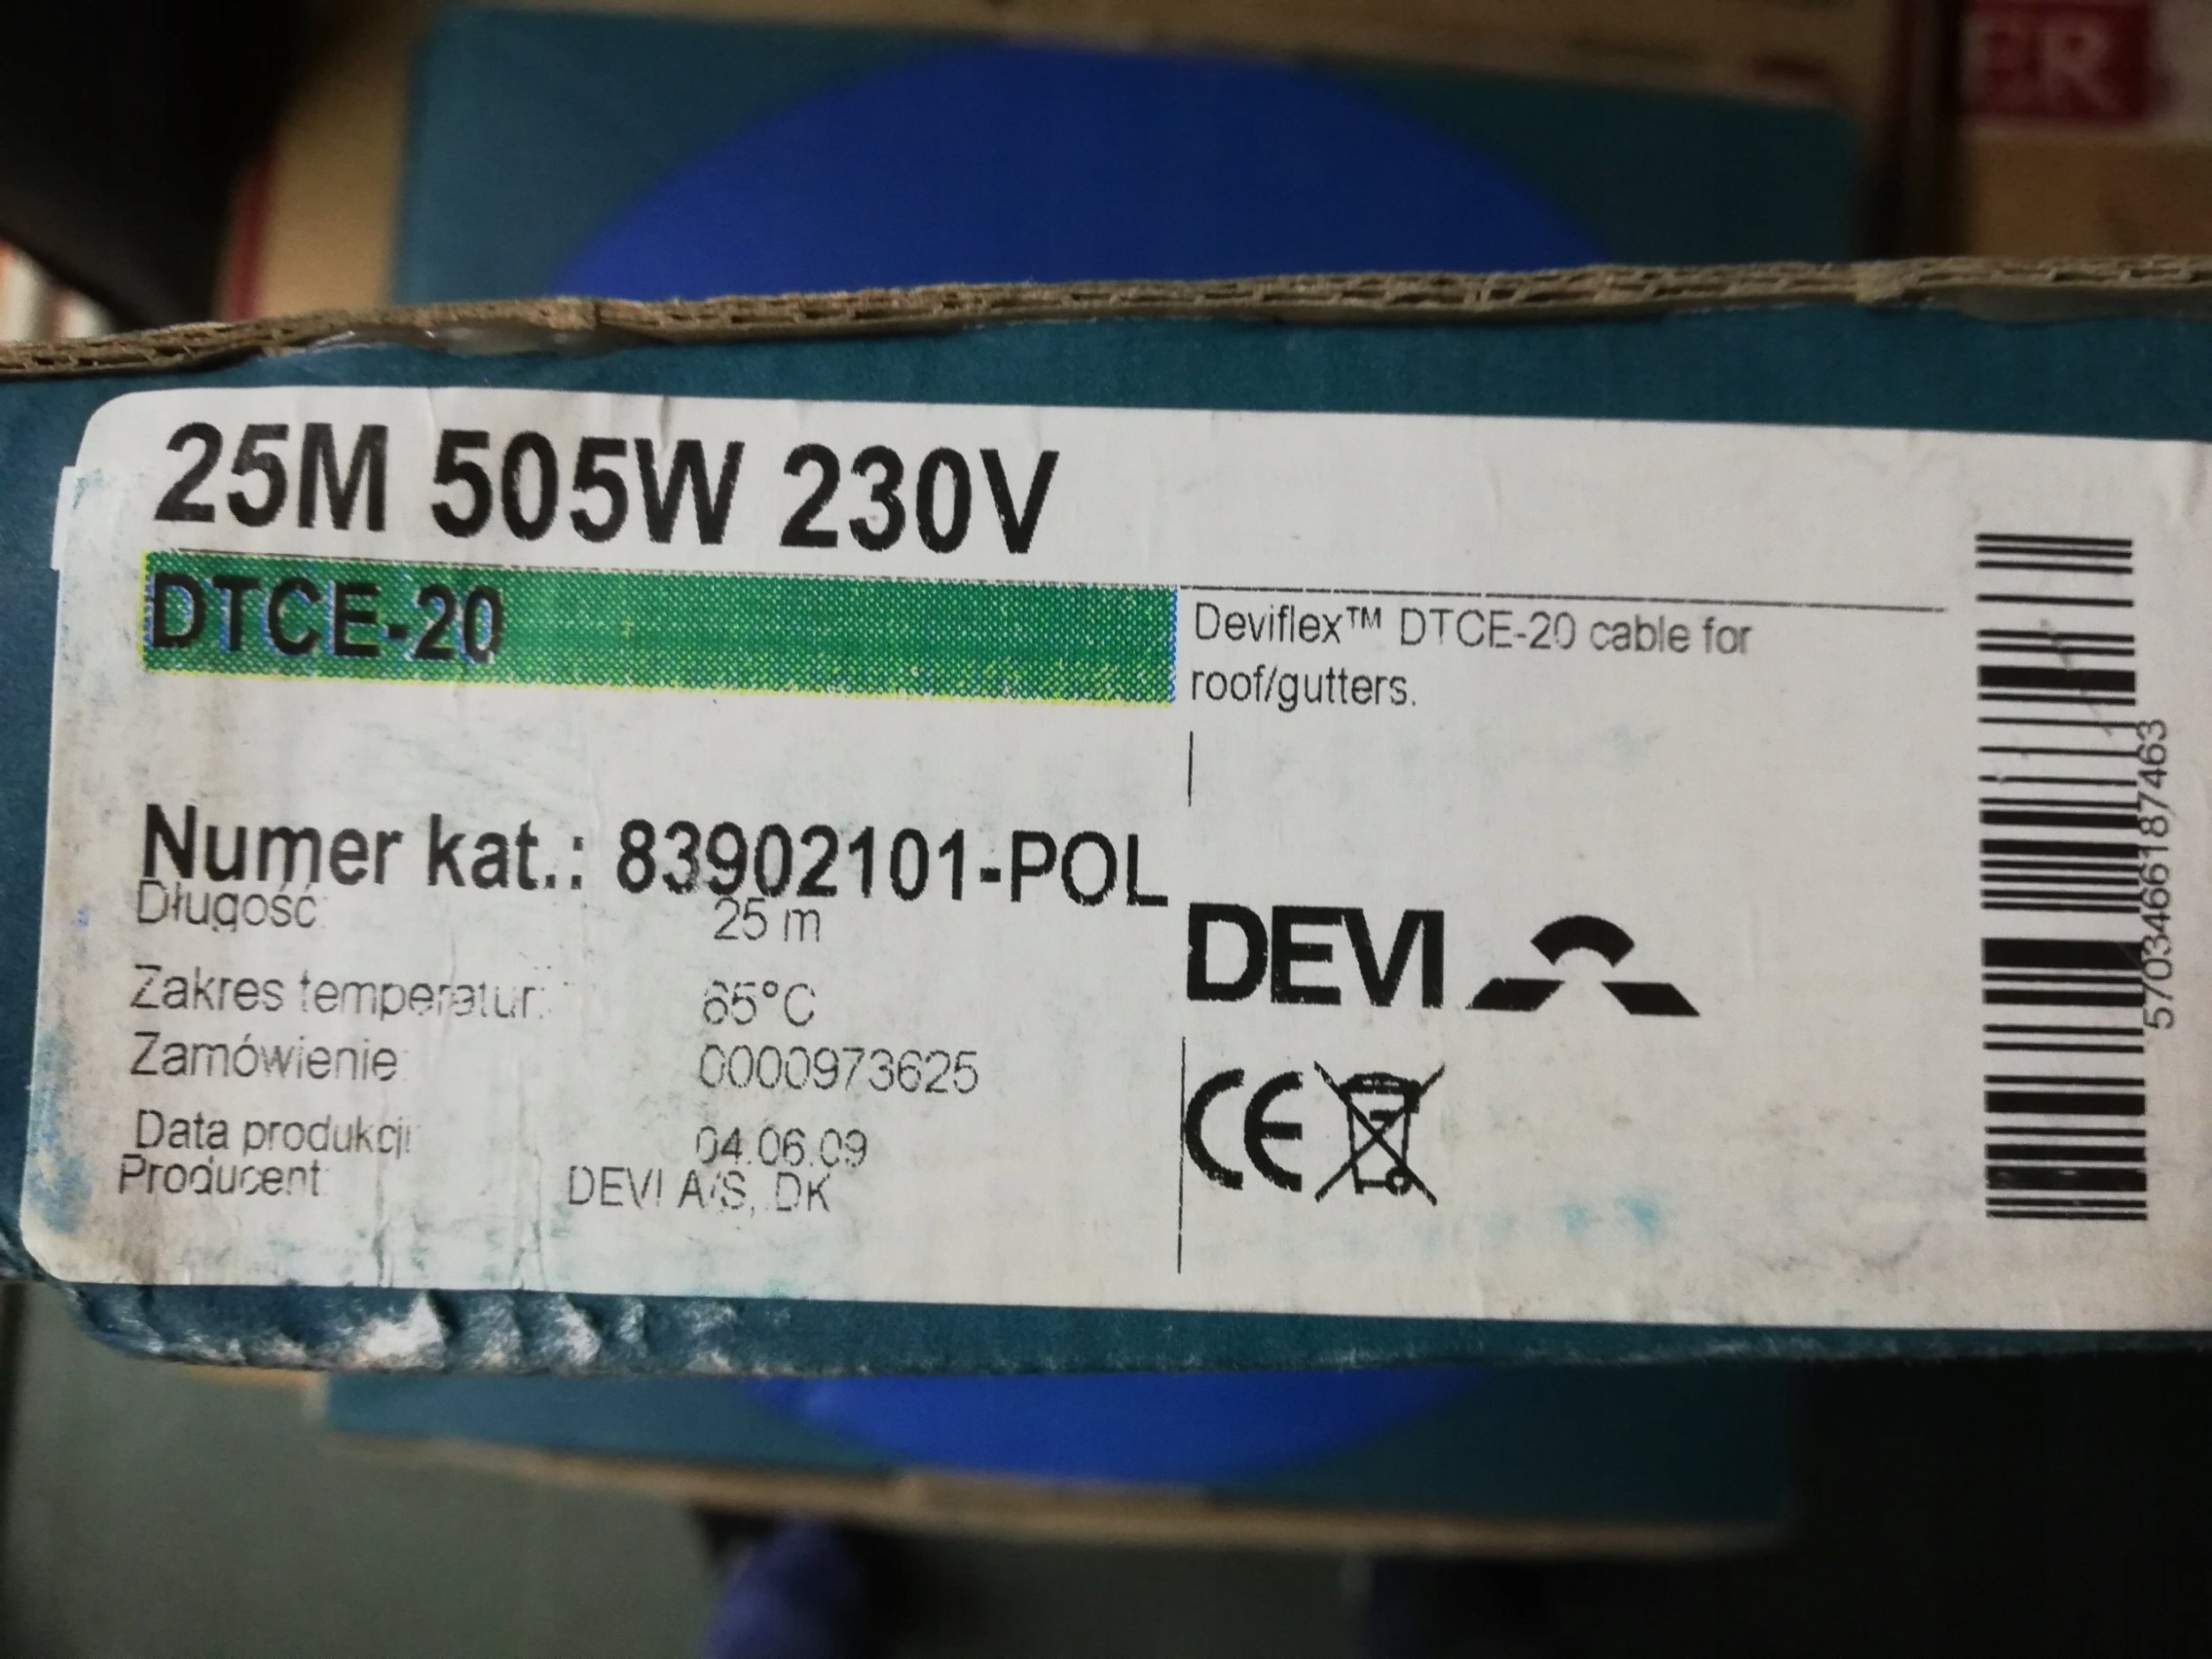 ER
25M 505W 230V
DTCE-20
Deviflex™ DTCE-20 cable for
roof/gutters.
Numer kat.: 83902101-POL
Długość: 25 m
Zakres temperatur: 65°C
Zamówienie: 0000973625
Data produkcji: 04.06.09
Producent: DEVI A/S, DK
DEVI
CE
5703466187463